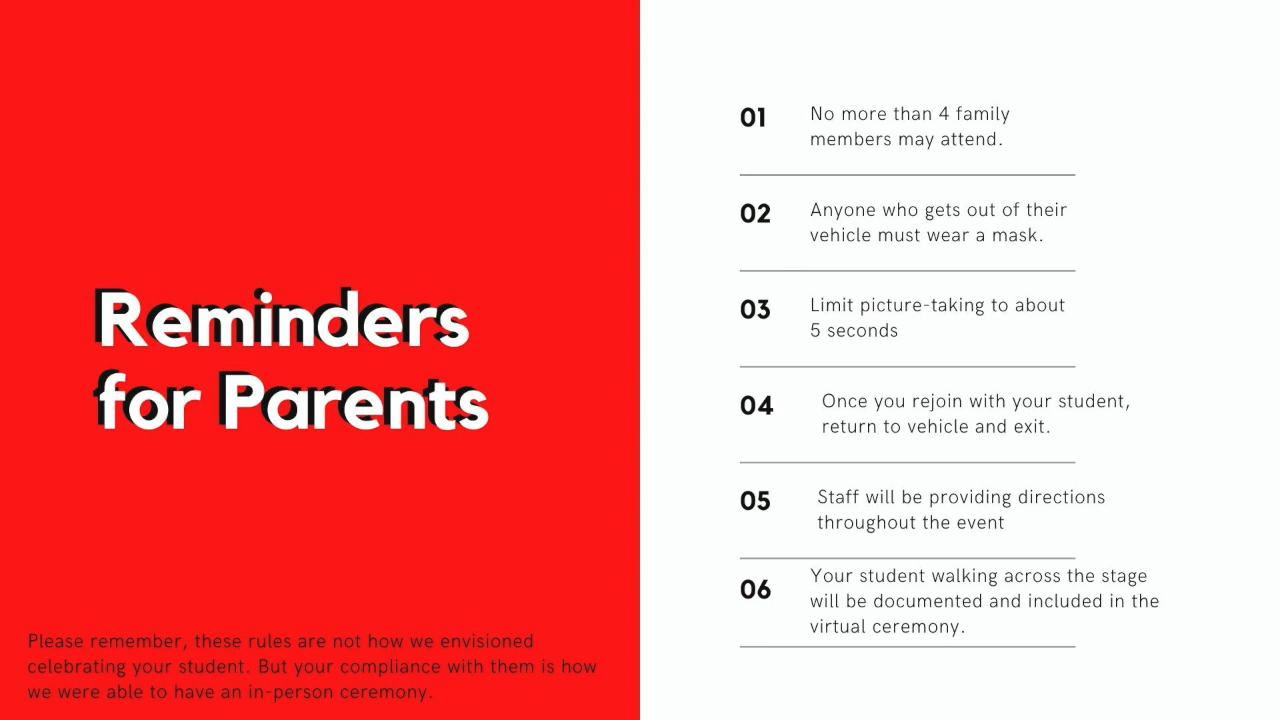 Reminders
for Parents
Please remember, these rules are not how we envisioned
celebrating your student. But your compliance with them is how
we were able to have an in-person ceremony.
01 No more than 4 family
members may attend.
02 Anyone who gets out of their
vehicle must wear a mask.
03 Limit picture-taking to about
5 seconds
04 Once you rejoin with your student,
return to vehicle and exit.
05 Staff will be providing directions
throughout the event
06 Your student walking across the stage
will be documented and included in the
virtual ceremony.